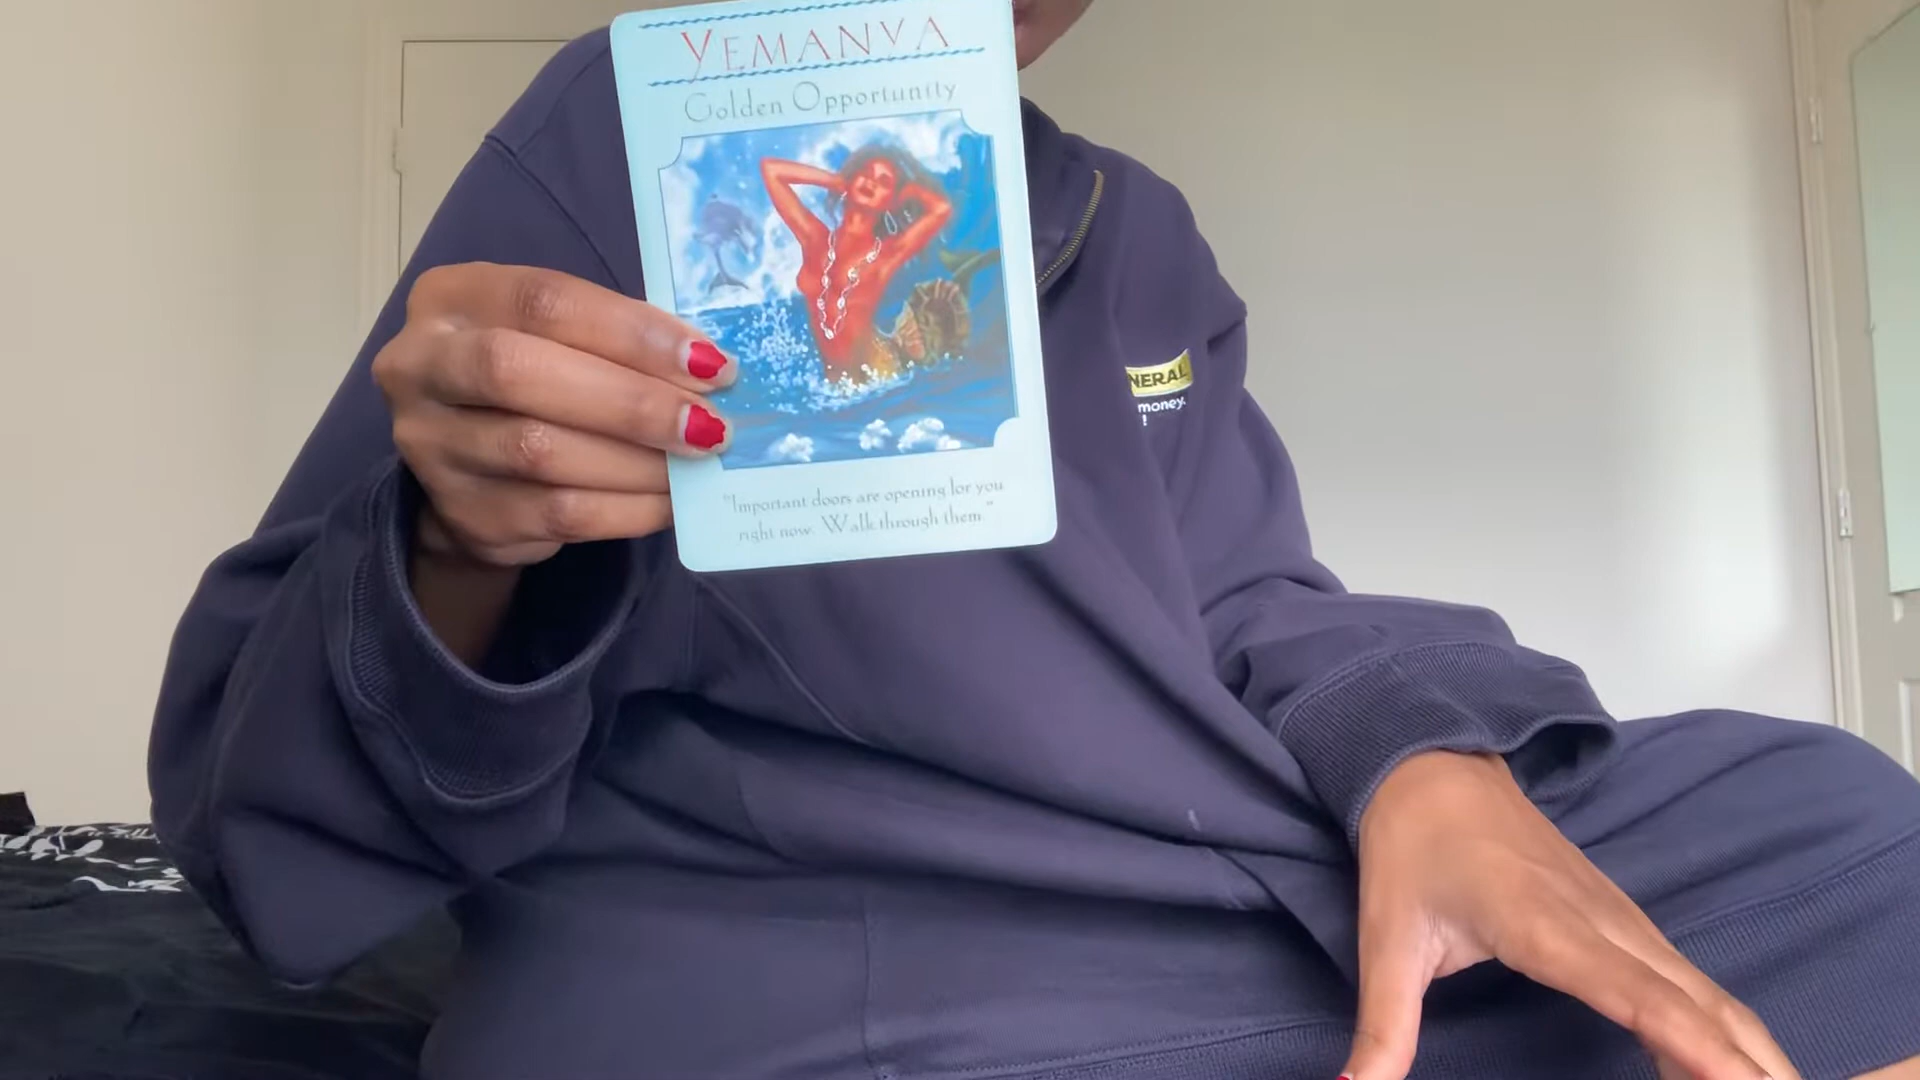 YEMANYA
Golden Opportunity
"Important doors are opening for you
right now. Walk through them."
NERAL
money.
!